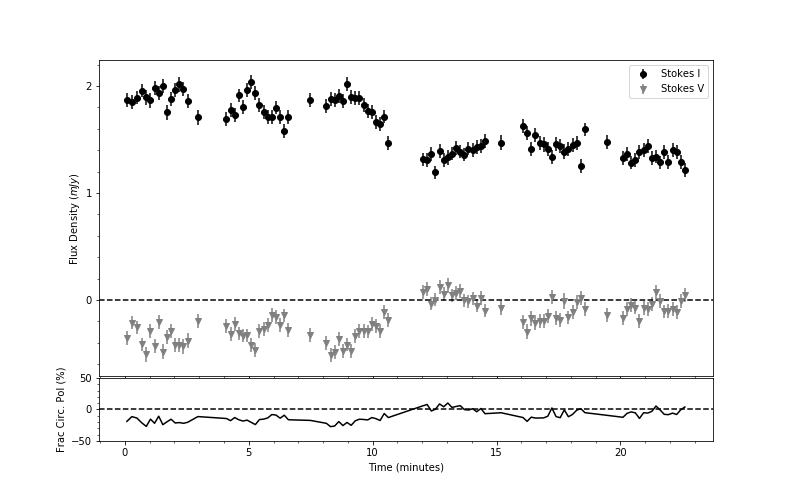 Stokes I
Stokes V
Flux Density (mJy)
2
1
0
Frac Circ. Pol (%)
50
0
−50
0 5 10 15 20
Time (minutes)